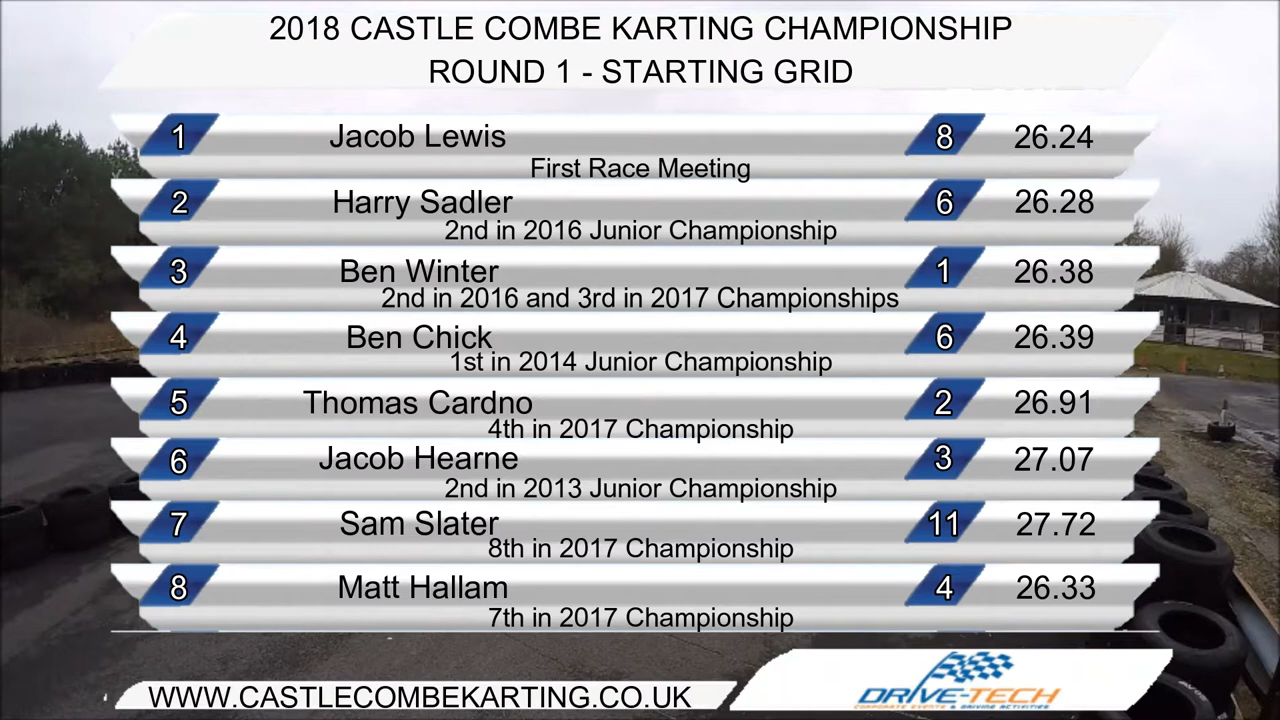 2018 CASTLE COMBE KARTING CHAMPIONSHIP
ROUND 1 - STARTING GRID
1 Jacob Lewis 8 26.24
First Race Meeting
2 Harry Sadler 6 26.28
2nd in 2016 Junior Championship
3 Ben Winter 1 26.38
2nd in 2016 and 3rd in 2017 Championships
4 Ben Chick 6 26.39
1st in 2014 Junior Championship
5 Thomas Cardno 2 26.91
4th in 2017 Championship
6 Jacob Hearne 3 27.07
2nd in 2013 Junior Championship
7 Sam Slater 11 27.72
8th in 2017 Championship
8 Matt Hallam 4 26.33
7th in 2017 Championship
WWW.CASTLECOMBEKARTING.CO.UK
DRIVE-TECH
CORPORATE EVENTS & DRIVING ACTIVITIES